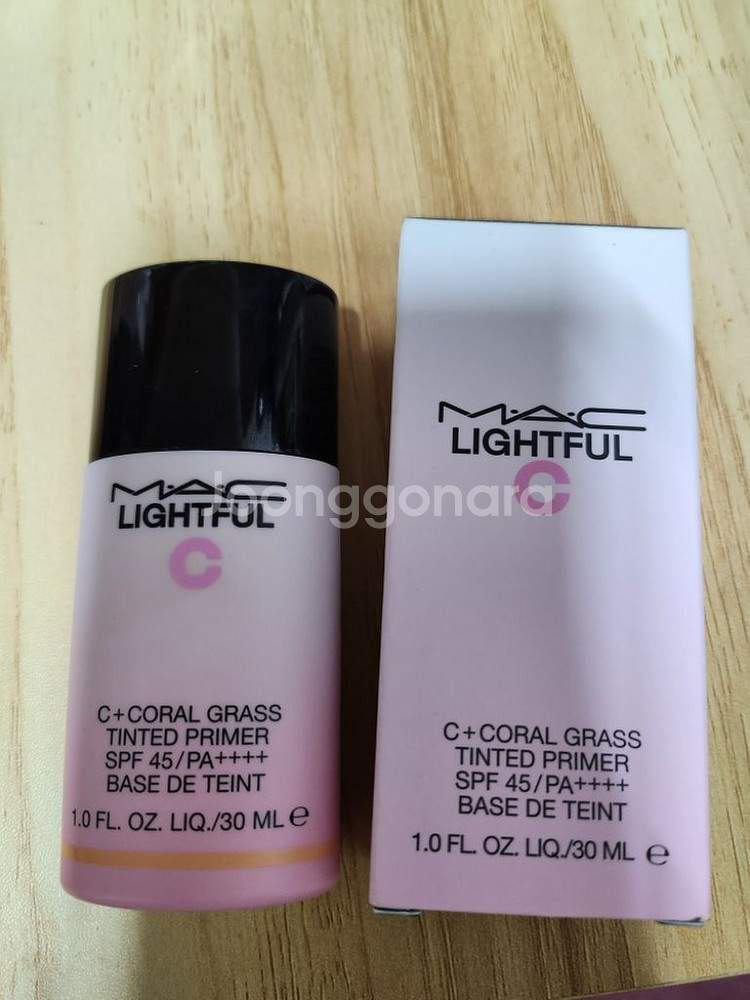 M·A·C
LIGHTFUL
C
C+CORAL GRASS
TINTED PRIMER
SPF 45/PA++++
BASE DE TEINT
1.0 FL. OZ. LIQ./30 ML ℮
M·A·C
LIGHTFUL
C
C+CORAL GRASS
TINTED PRIMER
SPF 45/PA++++
BASE DE TEINT
1.0 FL. OZ. LIQ./30 ML ℮
Joonggonara